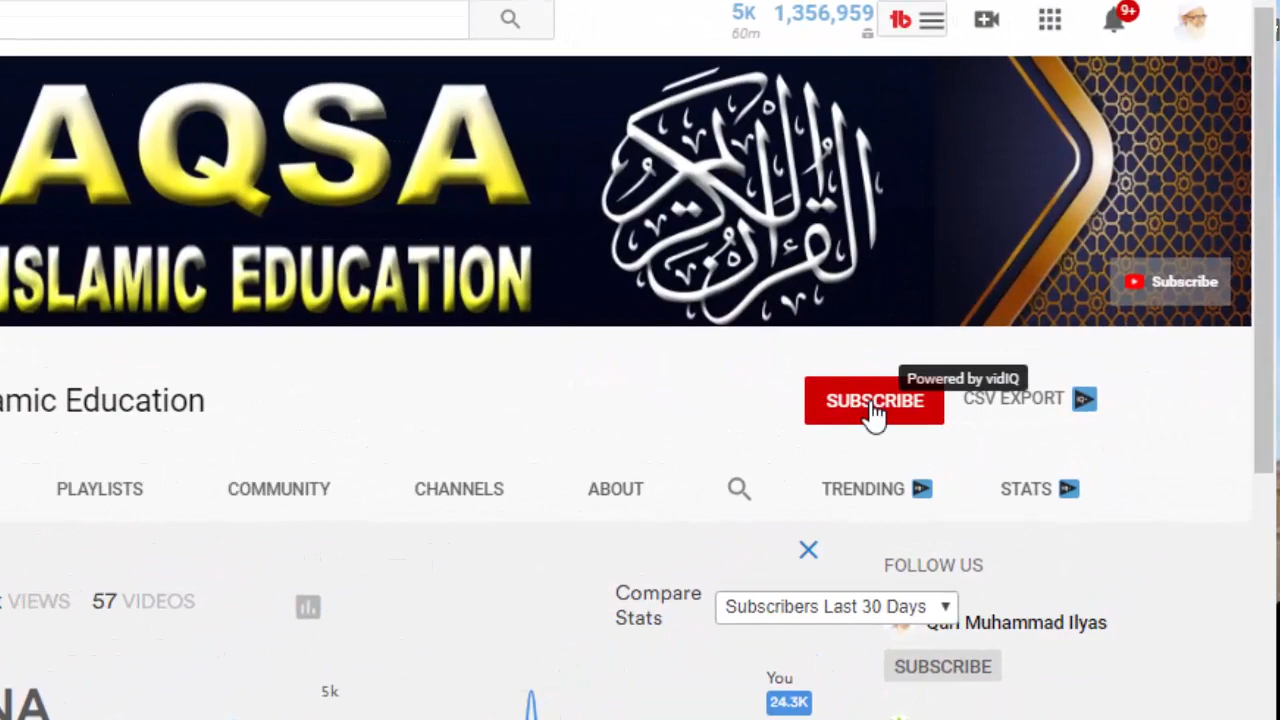 5K 1,356,959
60m
9+
AQSA
ISLAMIC EDUCATION
القرآن الكريم
Subscribe
Powered by vidIQ
amic Education
SUBSCRIBE
CSV EXPORT
PLAYLISTS COMMUNITY CHANNELS ABOUT TRENDING STATS
VIEWS 57 VIDEOS
Compare
Stats
Subscribers Last 30 Days
FOLLOW US
Qari Muhammad Ilyas
SUBSCRIBE
NA
5k
You
24.3K